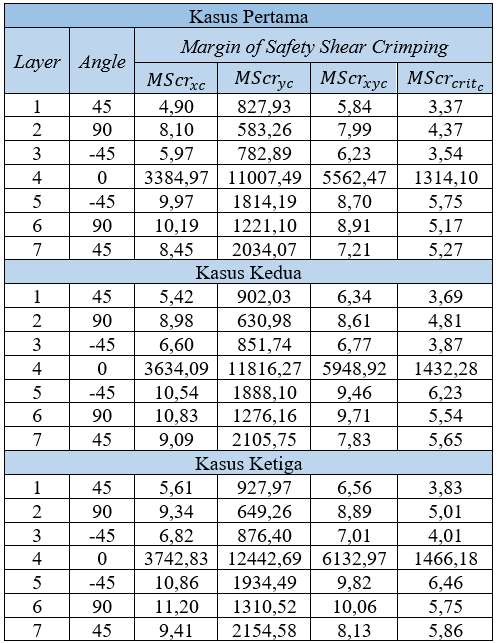 Kasus Pertama
Layer Angle Margin of Safety Shear Crimping
MScr_xc MScr_yc MScr_xyc MScr_crit_c
1 45 4,90 827,93 5,84 3,37
2 90 8,10 583,26 7,99 4,37
3 -45 5,97 782,89 6,23 3,54
4 0 3384,97 11007,49 5562,47 1314,10
5 -45 9,97 1814,19 8,70 5,75
6 90 10,19 1221,10 8,91 5,17
7 45 8,45 2034,07 7,21 5,27
Kasus Kedua
1 45 5,42 902,03 6,34 3,69
2 90 8,98 630,98 8,61 4,81
3 -45 6,60 851,74 6,77 3,87
4 0 3634,09 11816,27 5948,92 1432,28
5 -45 10,54 1888,10 9,46 6,23
6 90 10,83 1276,16 9,71 5,54
7 45 9,09 2105,75 7,83 5,65
Kasus Ketiga
1 45 5,61 927,97 6,56 3,83
2 90 9,34 649,26 8,89 5,01
3 -45 6,82 876,40 7,01 4,01
4 0 3742,83 12442,69 6132,97 1466,18
5 -45 10,86 1934,49 9,82 6,46
6 90 11,20 1310,52 10,06 5,75
7 45 9,41 2154,58 8,13 5,86